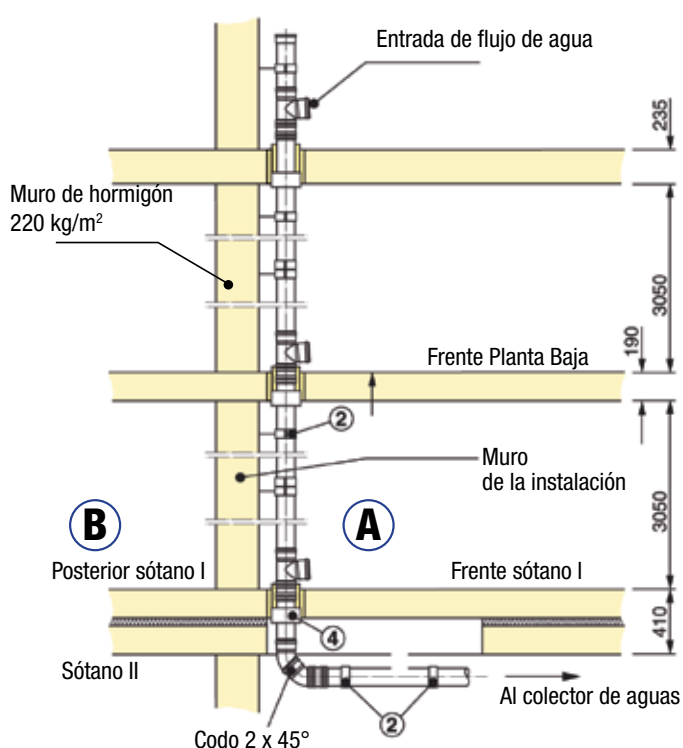 Entrada de flujo de agua
235
Muro de hormigón
220 kg/m²
3050
190
Frente Planta Baja
2
Muro
de la instalación
B
A
3050
Posterior sótano I
Frente sótano I
4
410
Sótano II
Al colector de aguas
2
Codo 2 x 45°